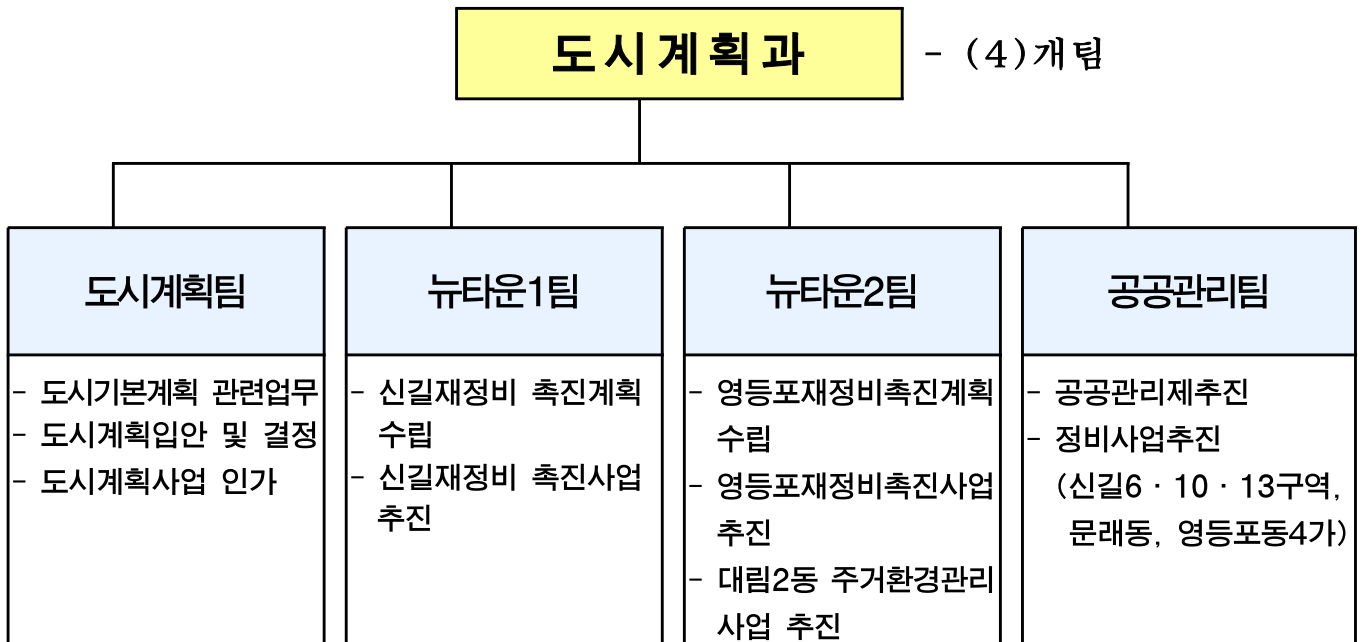 도시계획과 - (4)개팀
도시계획팀
- 도시기본계획 관련업무
- 도시계획입안 및 결정
- 도시계획사업 인가
뉴타운1팀
- 신길재정비 촉진계획
수립
- 신길재정비 촉진사업
추진
뉴타운2팀
- 영등포재정비촉진계획
수립
- 영등포재정비촉진사업
추진
- 대림2동 주거환경관리
사업 추진
공공관리팀
- 공공관리제추진
- 정비사업추진
(신길6 · 10 · 13구역,
문래동, 영등포동4가)